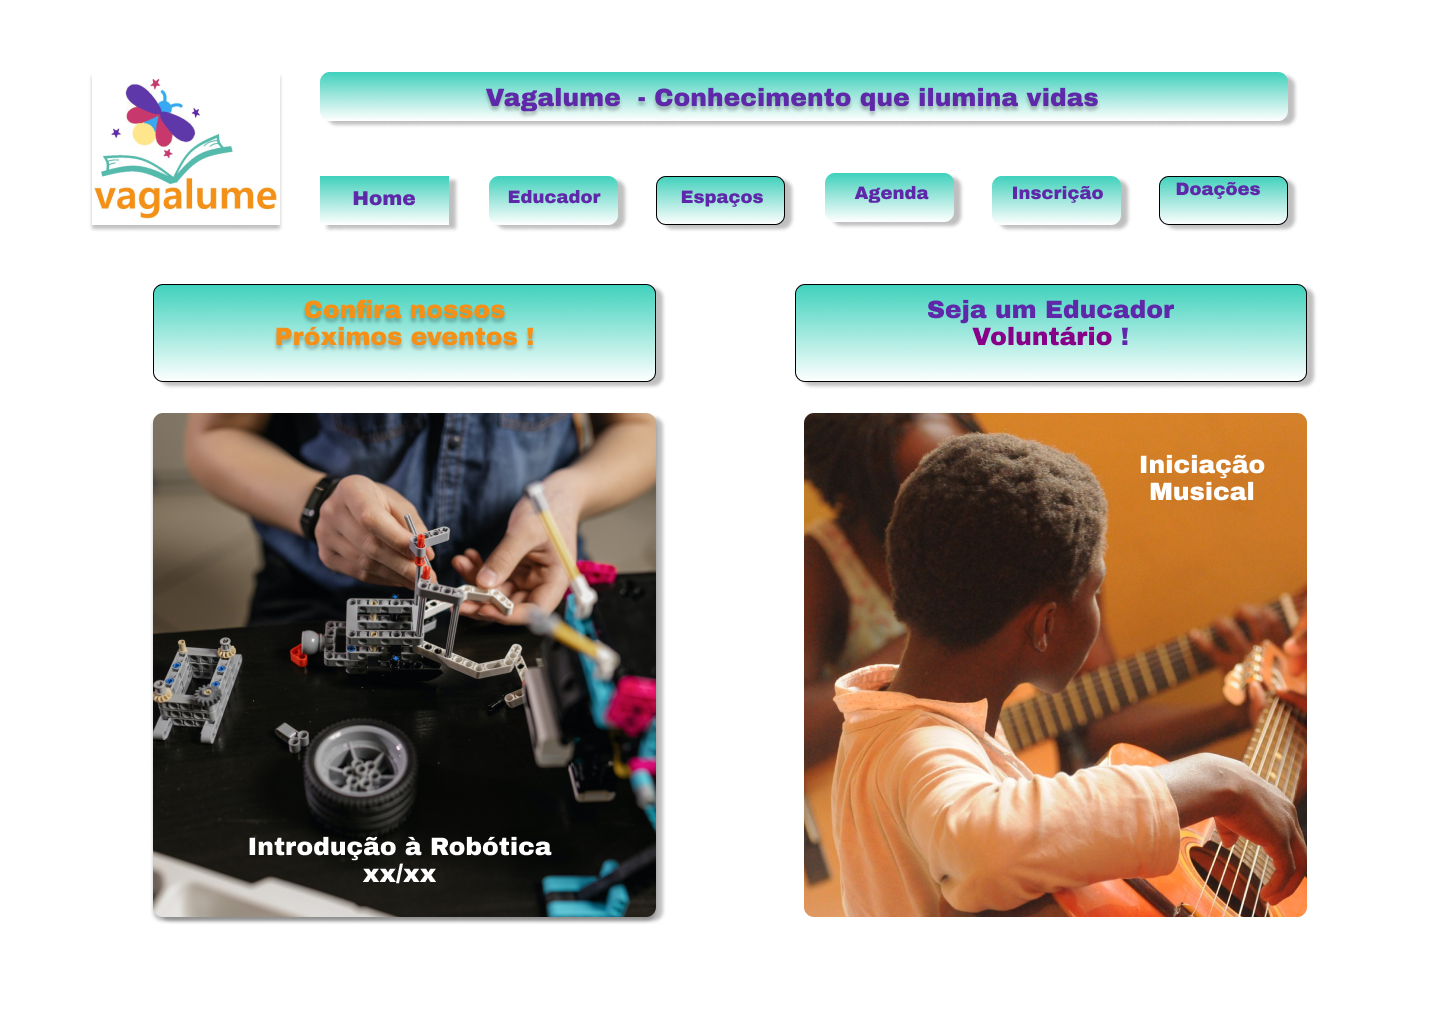 vagalume
Vagalume - Conhecimento que ilumina vidas
Home
Educador
Espaços
Agenda
Inscrição
Doações
Confira nossos
Próximos eventos !
Seja um Educador
Voluntário !
Iniciação
Musical
Introdução à Robótica
xx/xx